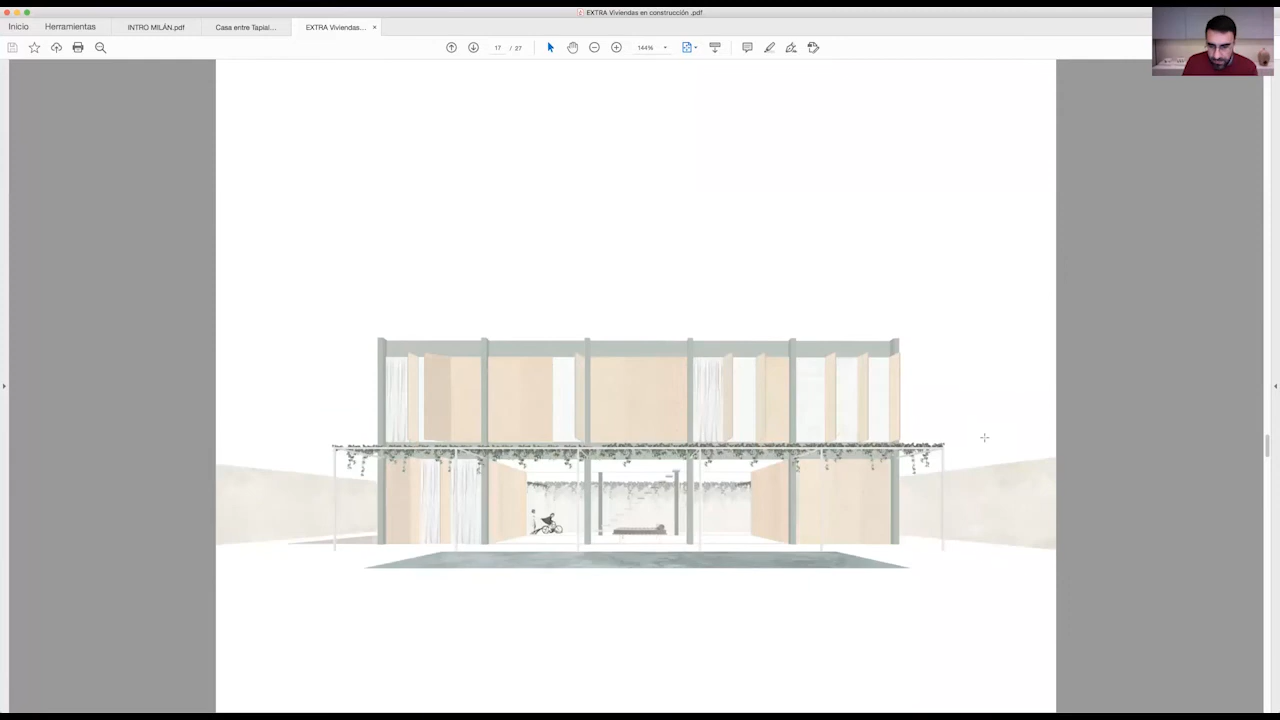 EXTRA Viviendas en construcción .pdf
Inicio
Herramientas
INTRO MILÁN.pdf
Casa entre Tapial...
EXTRA Viviendas... ×
17 / 27
144%